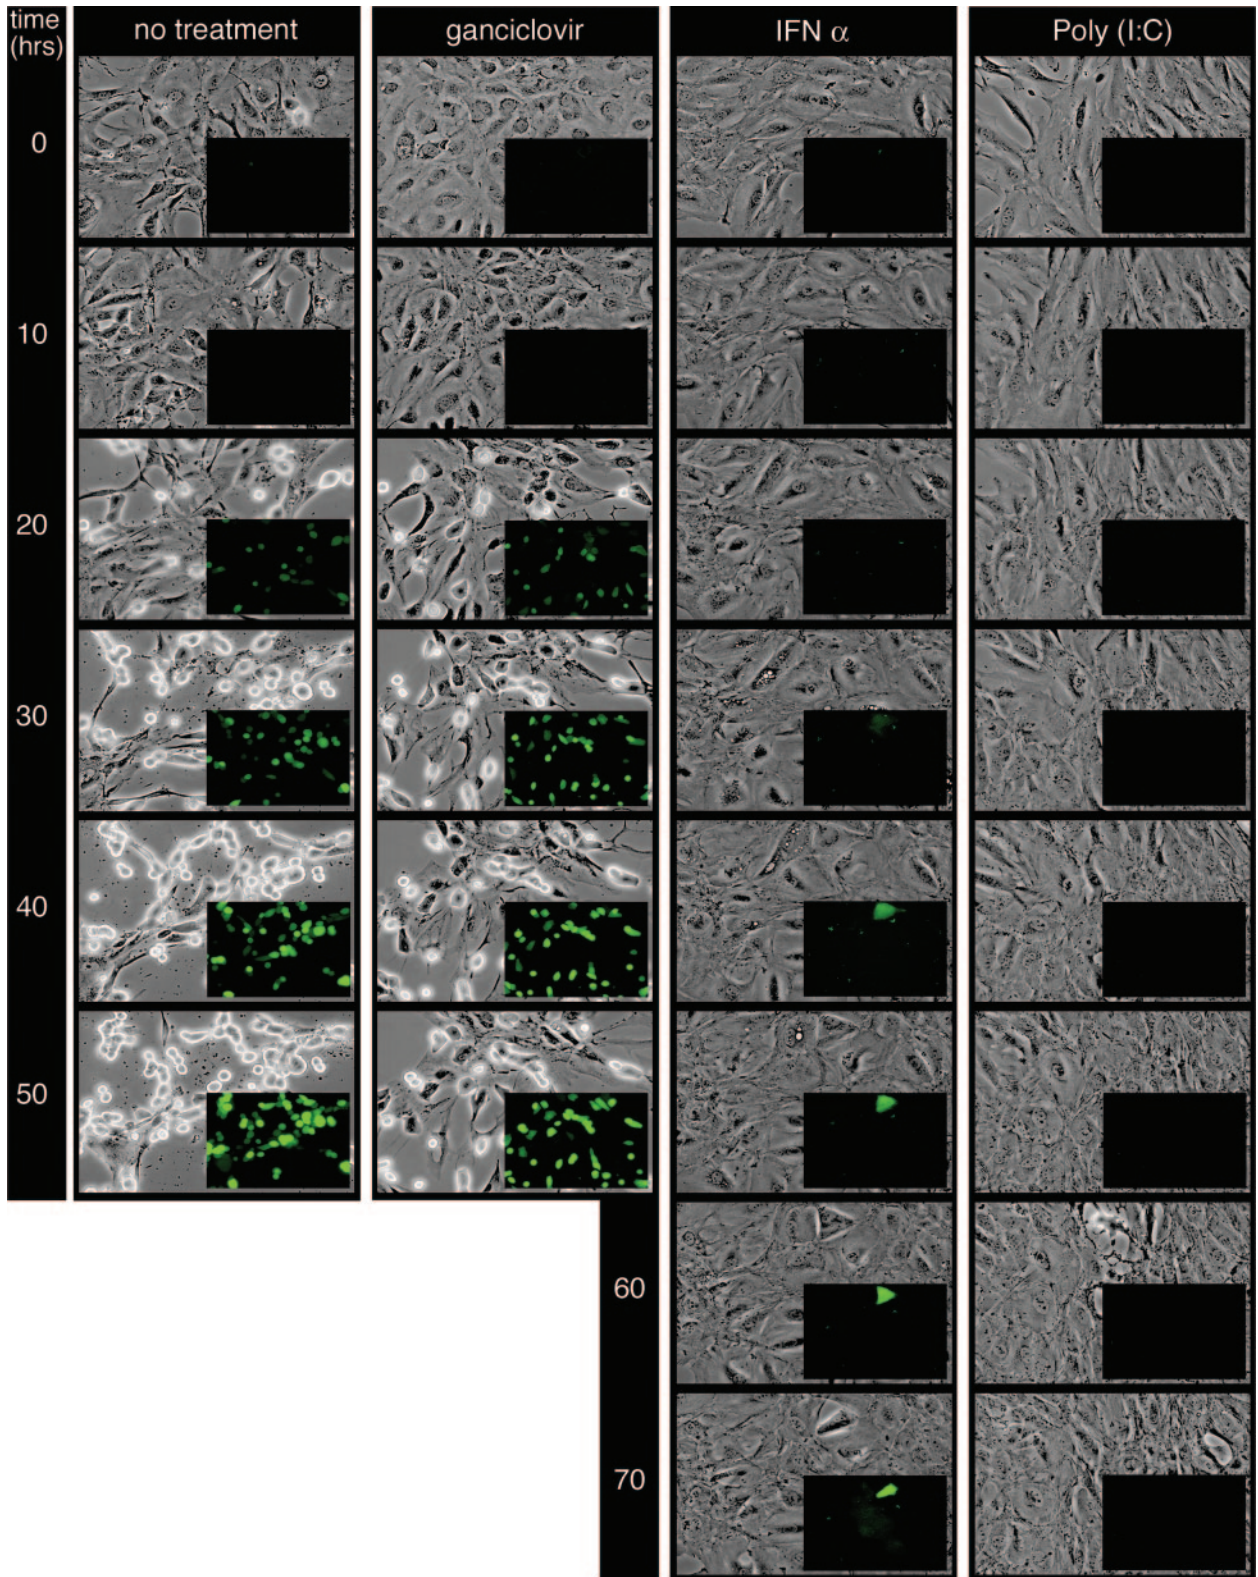 time
(hrs)
no treatment
ganciclovir
IFN α
Poly (I:C)
0
10
20
30
40
50
60
70